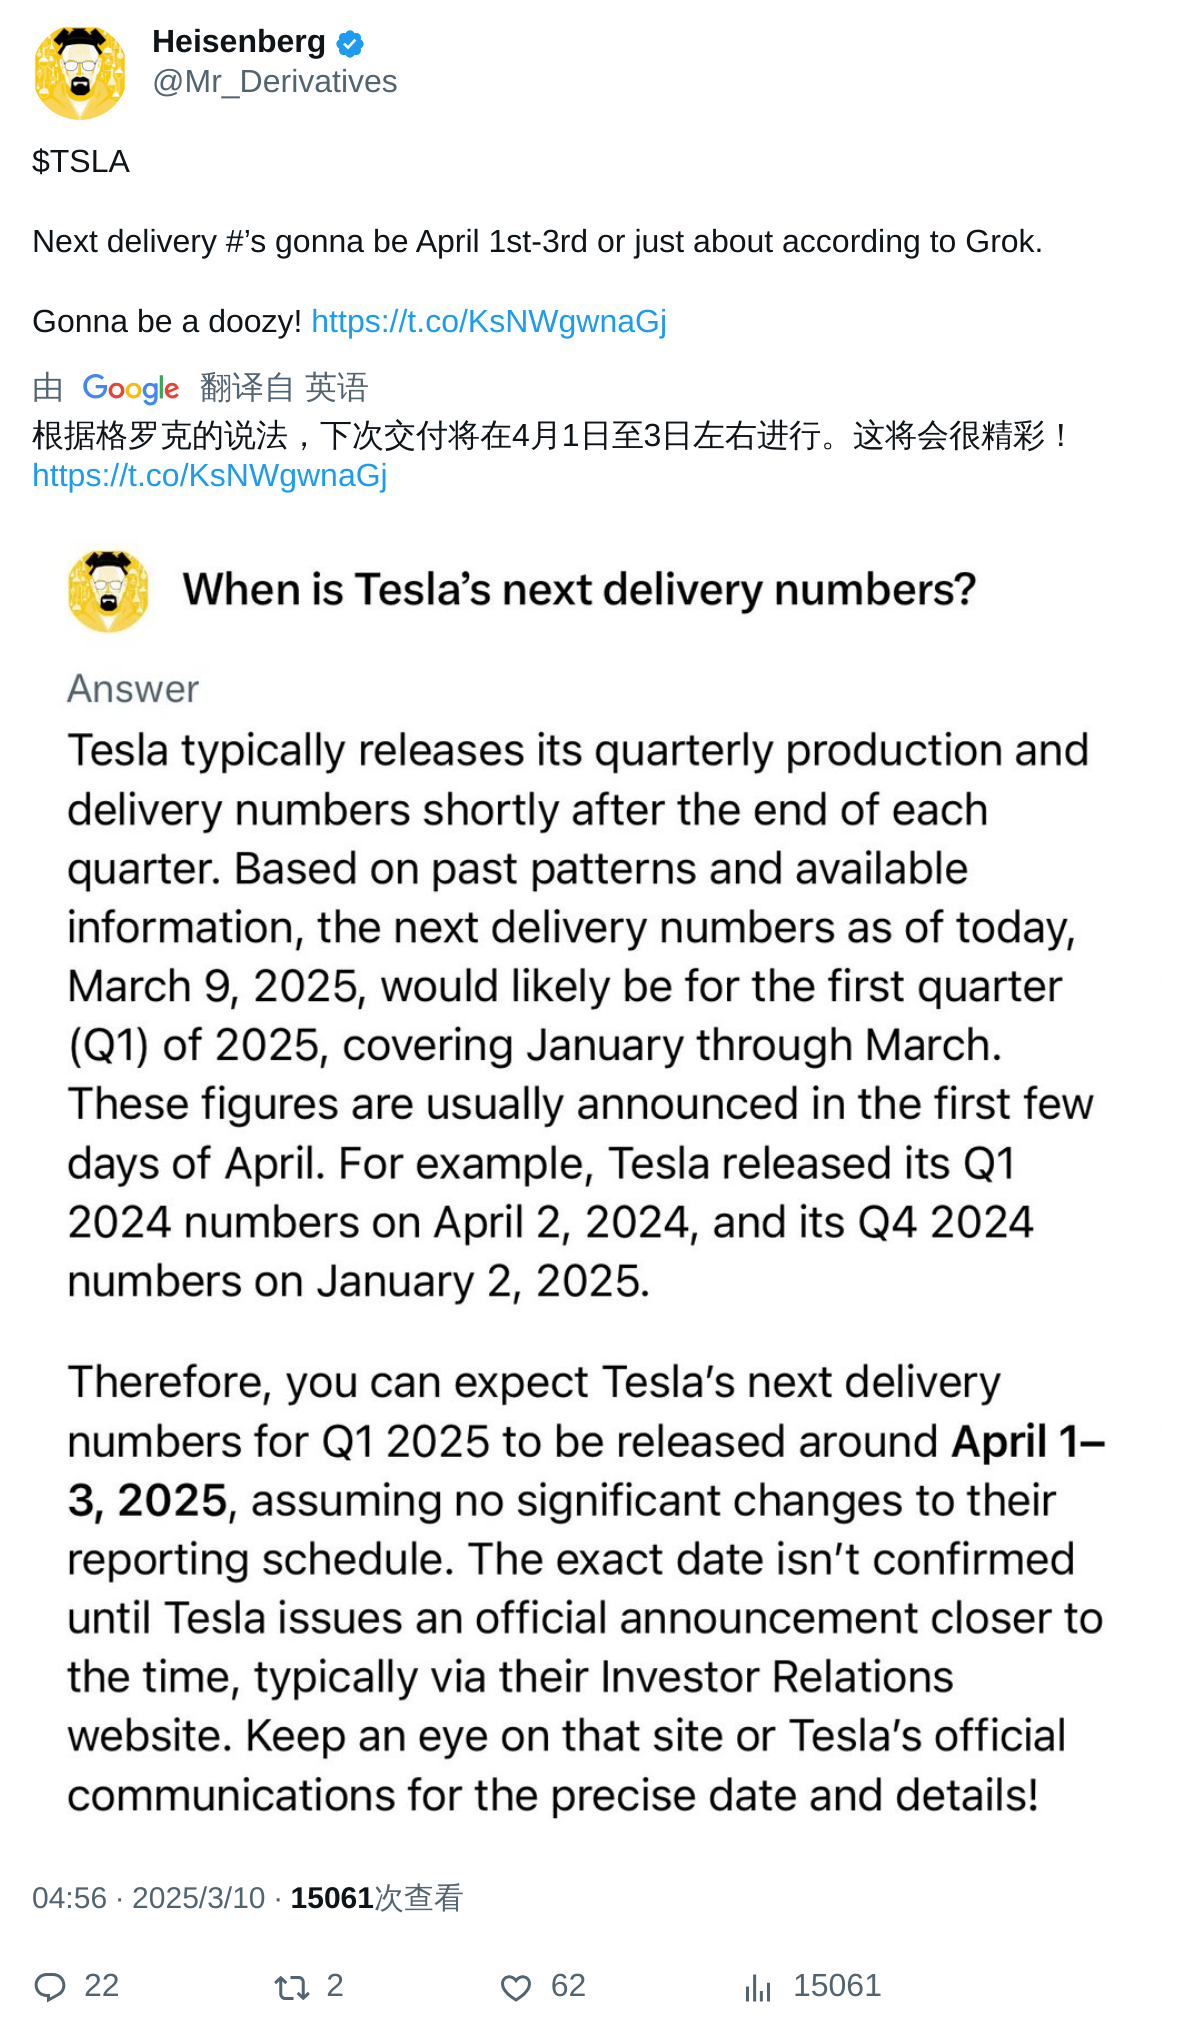 Heisenberg
@Mr_Derivatives
$TSLA
Next delivery #’s gonna be April 1st-3rd or just about according to Grok.
Gonna be a doozy! https://t.co/KsNWgwnaGj
由 Google 翻译自 英语
根据格罗克的说法，下次交付将在4月1日至3日左右进行。这将会很精彩！
https://t.co/KsNWgwnaGj
When is Tesla’s next delivery numbers?
Answer
Tesla typically releases its quarterly production and
delivery numbers shortly after the end of each
quarter. Based on past patterns and available
information, the next delivery numbers as of today,
March 9, 2025, would likely be for the first quarter
(Q1) of 2025, covering January through March.
These figures are usually announced in the first few
days of April. For example, Tesla released its Q1
2024 numbers on April 2, 2024, and its Q4 2024
numbers on January 2, 2025.
Therefore, you can expect Tesla’s next delivery
numbers for Q1 2025 to be released around April 1–
3, 2025, assuming no significant changes to their
reporting schedule. The exact date isn’t confirmed
until Tesla issues an official announcement closer to
the time, typically via their Investor Relations
website. Keep an eye on that site or Tesla’s official
communications for the precise date and details!
04:56 · 2025/3/10 · 15061次查看
22 2 62 15061